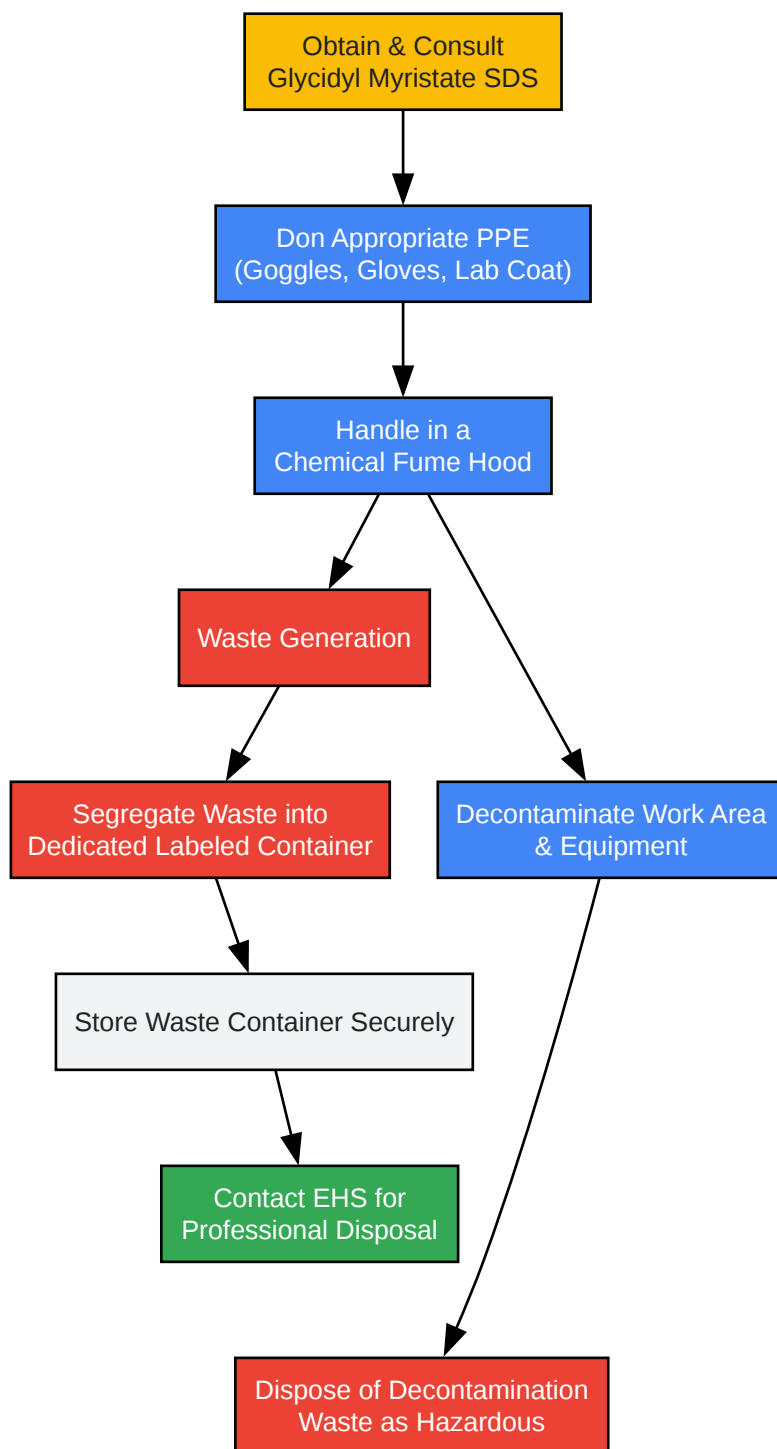 Obtain & Consult
Glycidyl Myristate SDS
Don Appropriate PPE
(Goggles, Gloves, Lab Coat)
Handle in a
Chemical Fume Hood
Waste Generation
Segregate Waste into
Dedicated Labeled Container
Decontaminate Work Area
& Equipment
Store Waste Container Securely
Contact EHS for
Professional Disposal
Dispose of Decontamination
Waste as Hazardous